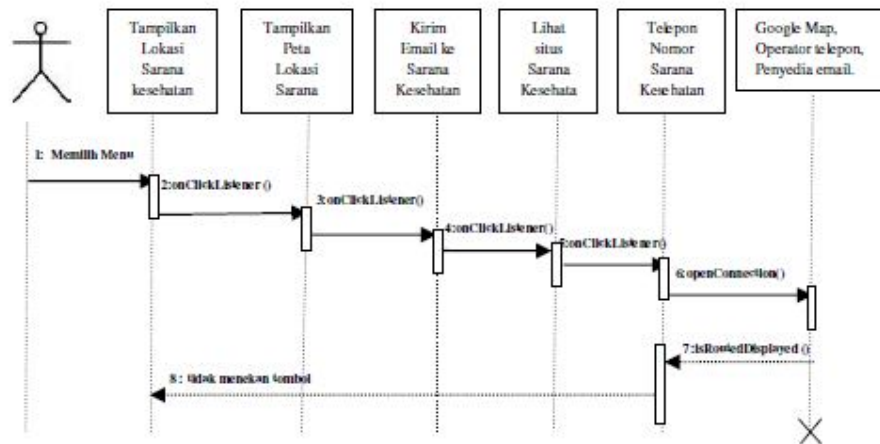 Tampilkan
Lokasi
Sarana
kesehatan
Tampilkan
Peta
Lokasi
Sarana
Kirim
Email ke
Sarana
Kesehatan
Lihat
situs
Sarana
Kesehata
Telepon
Nomor
Sarana
Kesehatan
Google Map,
Operator telepon,
Penyedia email.
1: Memilih Menu
2:onClickListener ()
3:onClickListener()
4:onClickListener()
5:onClickListener()
6:openConnection()
7:isRoutedDisplayed ()
8 : tidak menekan tombol